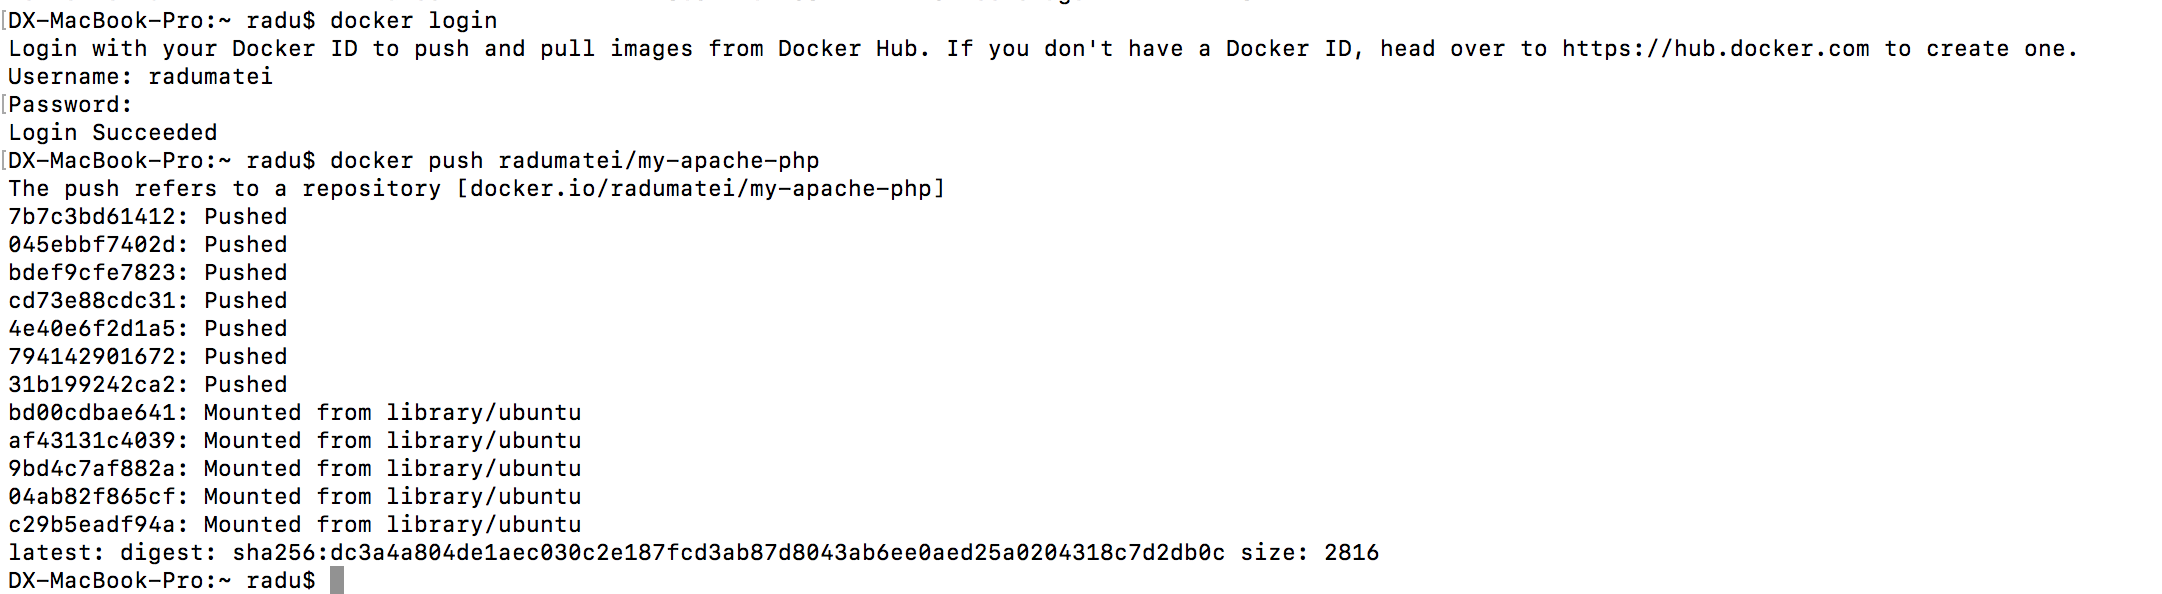 DX-MacBook-Pro:~ radu$ docker login
Login with your Docker ID to push and pull images from Docker Hub. If you don't have a Docker ID, head over to https://hub.docker.com to create one.
Username: radumatei
Password:
Login Succeeded
DX-MacBook-Pro:~ radu$ docker push radumatei/my-apache-php
The push refers to a repository [docker.io/radumatei/my-apache-php]
7b7c3bd61412: Pushed
045ebbf7402d: Pushed
bdef9cfe7823: Pushed
cd73e88cdc31: Pushed
4e40e6f2d1a5: Pushed
794142901672: Pushed
31b199242ca2: Pushed
bd00cdbae641: Mounted from library/ubuntu
af43131c4039: Mounted from library/ubuntu
9bd4c7af882a: Mounted from library/ubuntu
04ab82f865cf: Mounted from library/ubuntu
c29b5eadf94a: Mounted from library/ubuntu
latest: digest: sha256:dc3a4a804de1aec030c2e187fcd3ab87d8043ab6ee0aed25a0204318c7d2db0c size: 2816
DX-MacBook-Pro:~ radu$